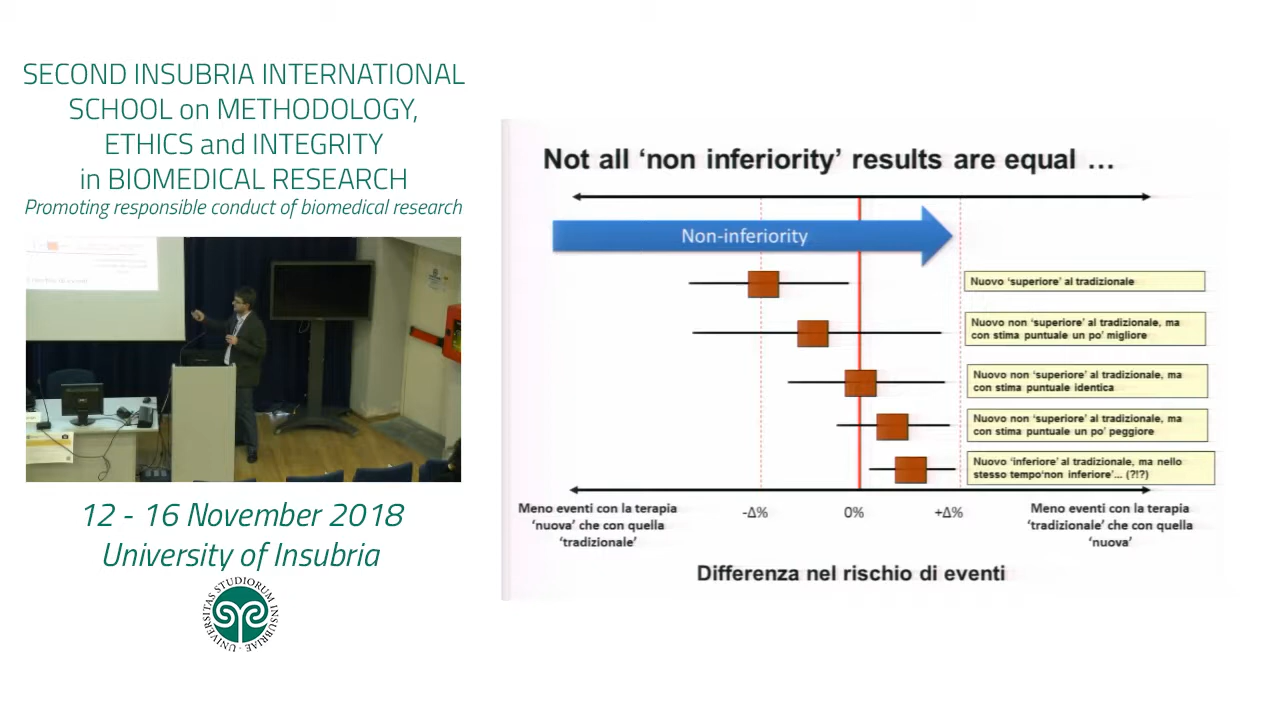 SECOND INSUBRIA INTERNATIONAL
SCHOOL on METHODOLOGY,
ETHICS and INTEGRITY
in BIOMEDICAL RESEARCH
Promoting responsible conduct of biomedical research
12 - 16 November 2018
University of Insubria
UNIVERSITAS STUDIORUM INSUBRIAE
Not all ‘non inferiority’ results are equal …
Non-inferiority
Nuovo ‘superiore’ al tradizionale
Nuovo non ‘superiore’ al tradizionale, ma
con stima puntuale un po’ migliore
Nuovo non ‘superiore’ al tradizionale, ma
con stima puntuale identica
Nuovo non ‘superiore’ al tradizionale, ma
con stima puntuale un po’ peggiore
Nuovo ‘inferiore’ al tradizionale, ma nello
stesso tempo‘non inferiore’... (?!?)
Meno eventi con la terapia
‘nuova’ che con quella
‘tradizionale’
-Δ%
0%
+Δ%
Meno eventi con la terapia
‘tradizionale’ che con quella
‘nuova’
Differenza nel rischio di eventi